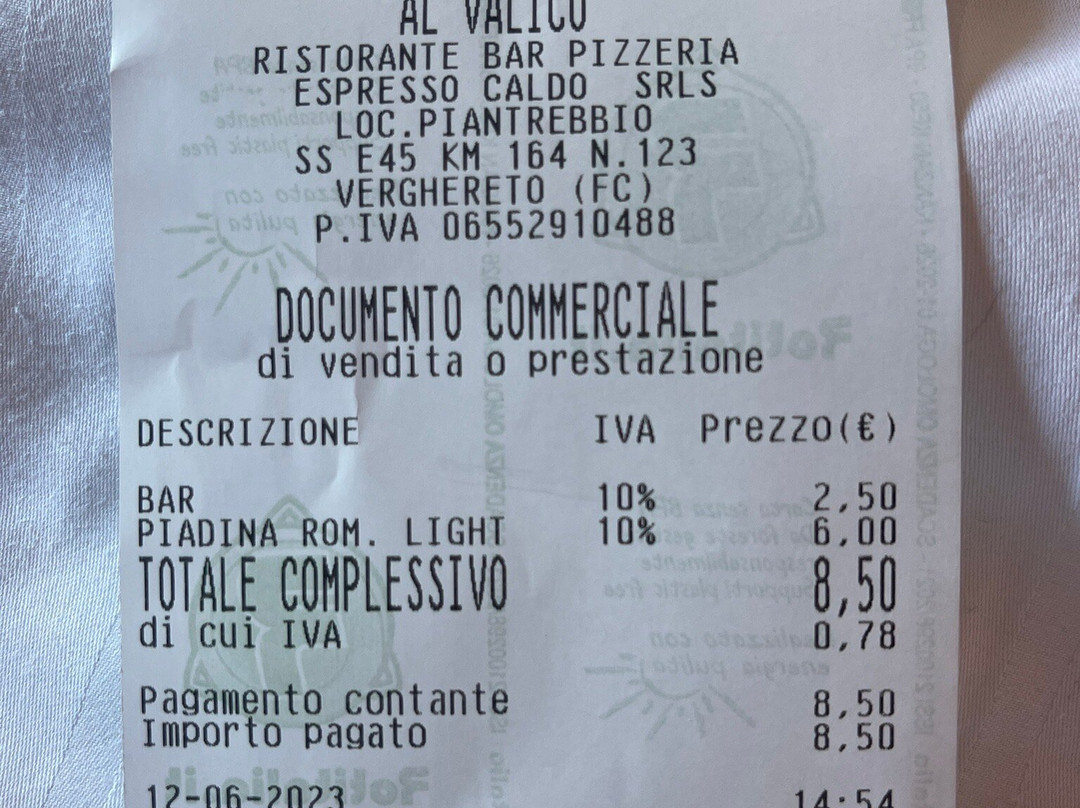 AL VALICO
RISTORANTE BAR PIZZERIA
ESPRESSO CALDO SRLS
LOC.PIANTREBBIO
SS E45 KM 164 N.123
VERGHERETO (FC)
P.IVA 06552910488
DOCUMENTO COMMERCIALE
di vendita o prestazione
DESCRIZIONE IVA Prezzo(€)
BAR 10% 2,50
PIADINA ROM. LIGHT 10% 6,00
TOTALE COMPLESSIVO 8,50
di cui IVA 0,78
Pagamento contante 8,50
Importo pagato 8,50
12-06-2023 14:54